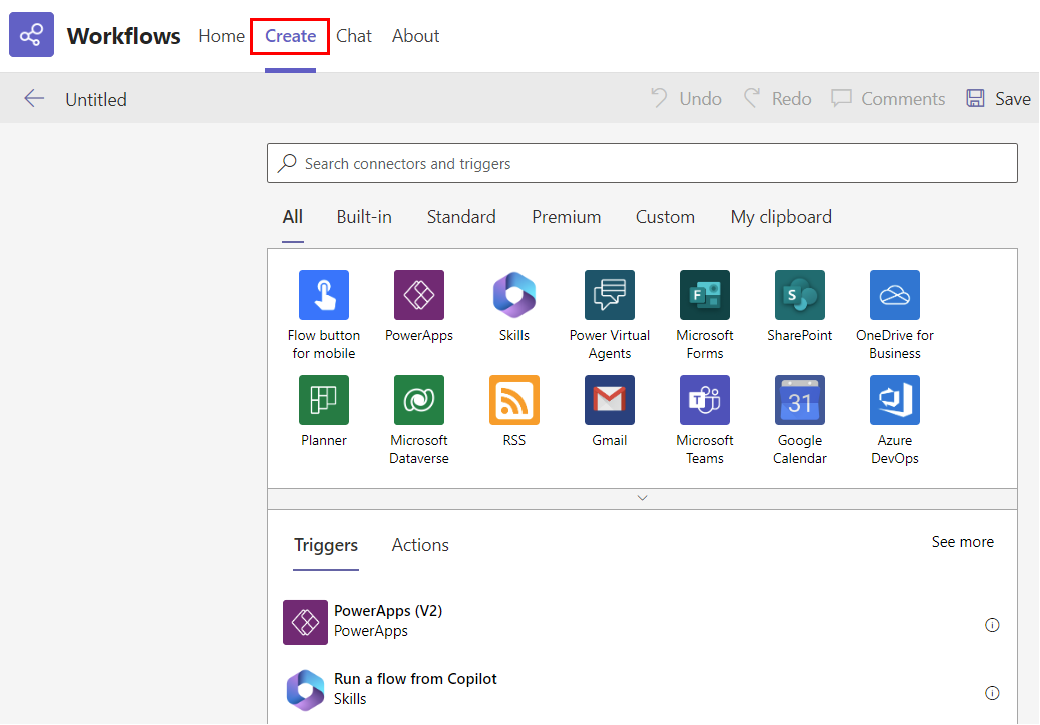 Workflows Home Create Chat About
Untitled Undo Redo Comments Save
Search connectors and triggers
All Built-in Standard Premium Custom My clipboard
Flow button for mobile
PowerApps
Skills
Power Virtual Agents
Microsoft Forms
SharePoint
OneDrive for Business
Planner
Microsoft Dataverse
RSS
Gmail
Microsoft Teams
31
Google Calendar
Azure DevOps
Triggers Actions See more
PowerApps (V2)
PowerApps
Run a flow from Copilot
Skills